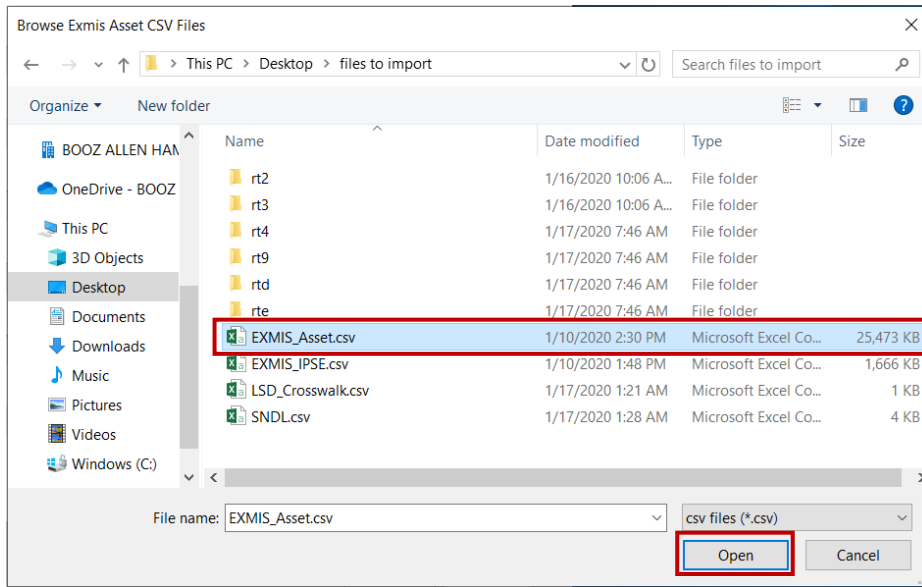 Browse Exmis Asset CSV Files
This PC > Desktop > files to import
Search files to import
Organize
New folder
?
Name
Date modified
Type
Size
BOOZ ALLEN HAM
OneDrive - BOOZ
This PC
3D Objects
Desktop
Documents
Downloads
Music
Pictures
Videos
Windows (C:)
rt2 1/16/2020 10:06 A... File folder
rt3 1/16/2020 10:06 A... File folder
rt4 1/17/2020 7:46 AM File folder
rt9 1/17/2020 7:46 AM File folder
rtd 1/17/2020 7:46 AM File folder
rte 1/17/2020 7:46 AM File folder
EXMIS_Asset.csv 1/10/2020 2:30 PM Microsoft Excel Co... 25,473 KB
EXMIS_IPSE.csv 1/10/2020 1:48 PM Microsoft Excel Co... 1,666 KB
LSD_Crosswalk.csv 1/17/2020 1:21 AM Microsoft Excel Co... 1 KB
SNDL.csv 1/17/2020 1:28 AM Microsoft Excel Co... 4 KB
File name: EXMIS_Asset.csv
csv files (*.csv)
Open
Cancel